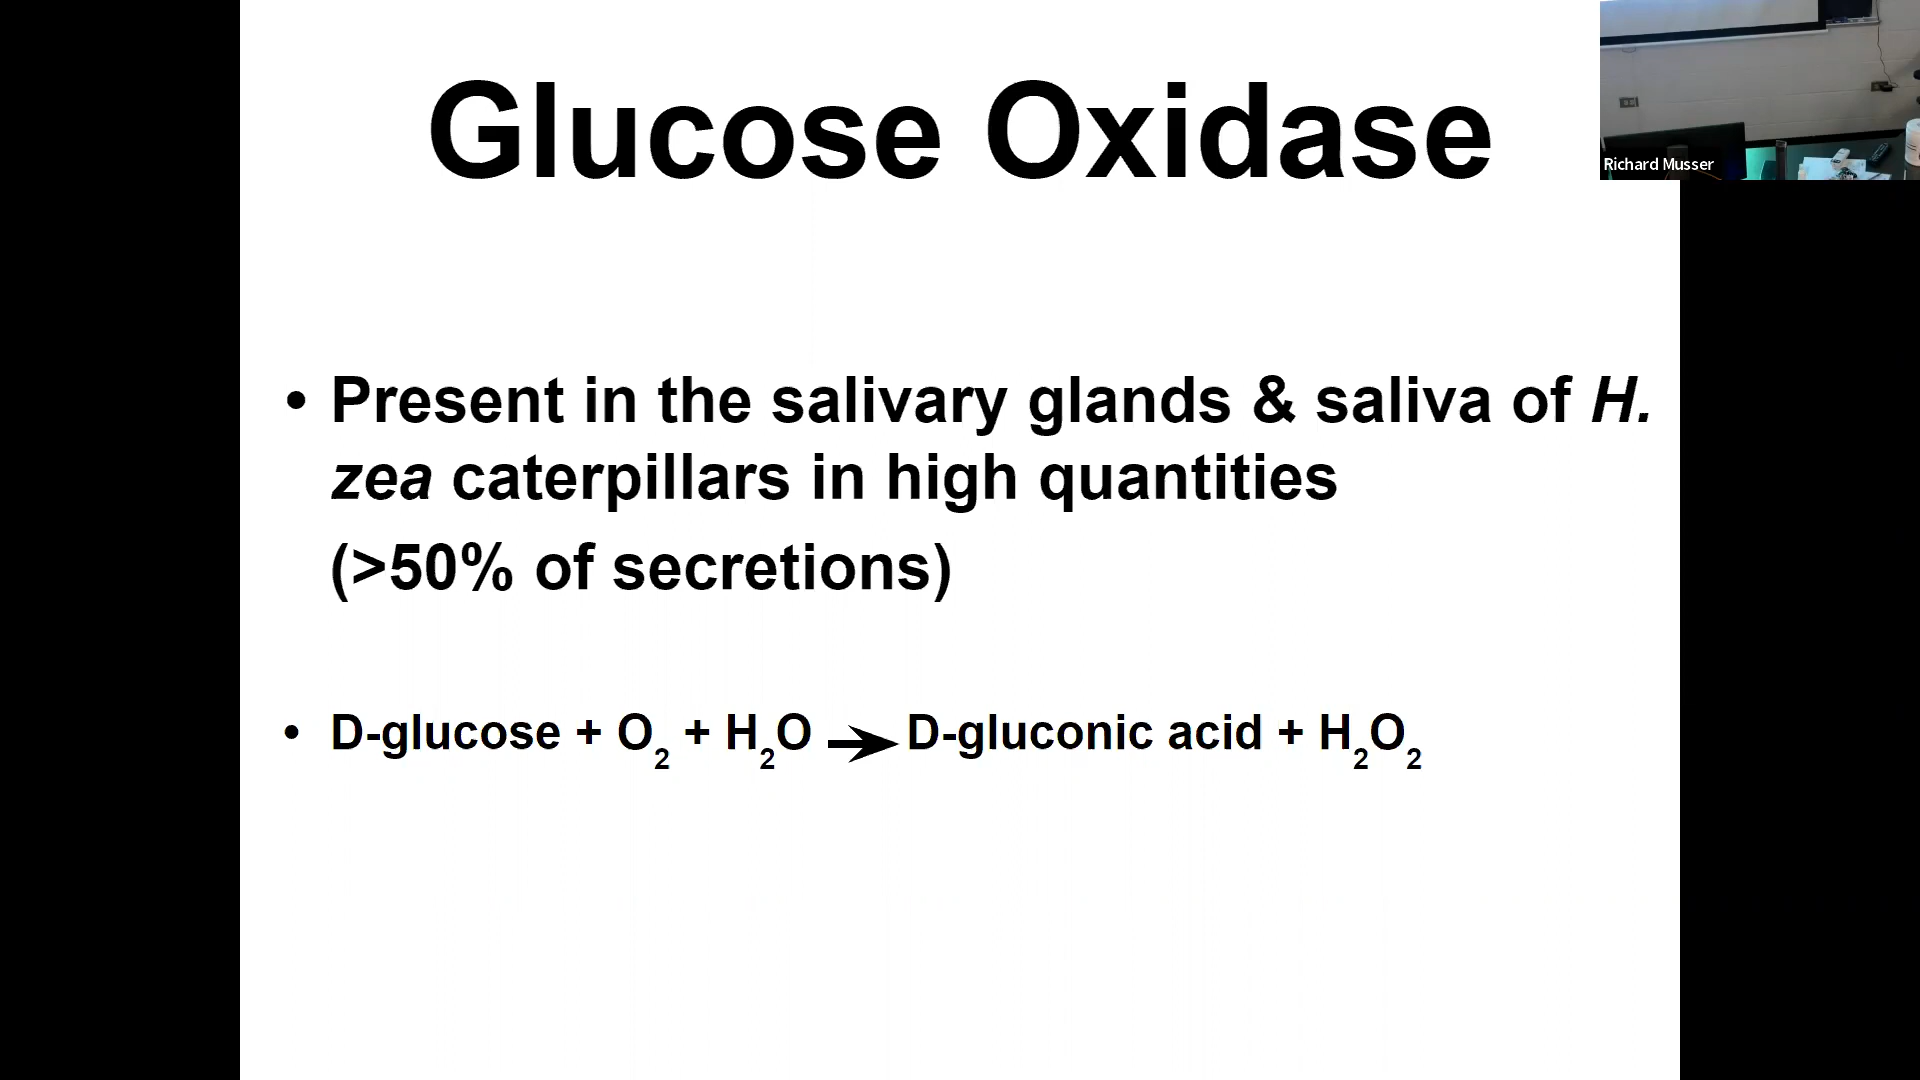 Glucose Oxidase
Richard Musser
• Present in the salivary glands & saliva of H.
zea caterpillars in high quantities
(>50% of secretions)
• D-glucose + O₂ + H₂O → D-gluconic acid + H₂O₂